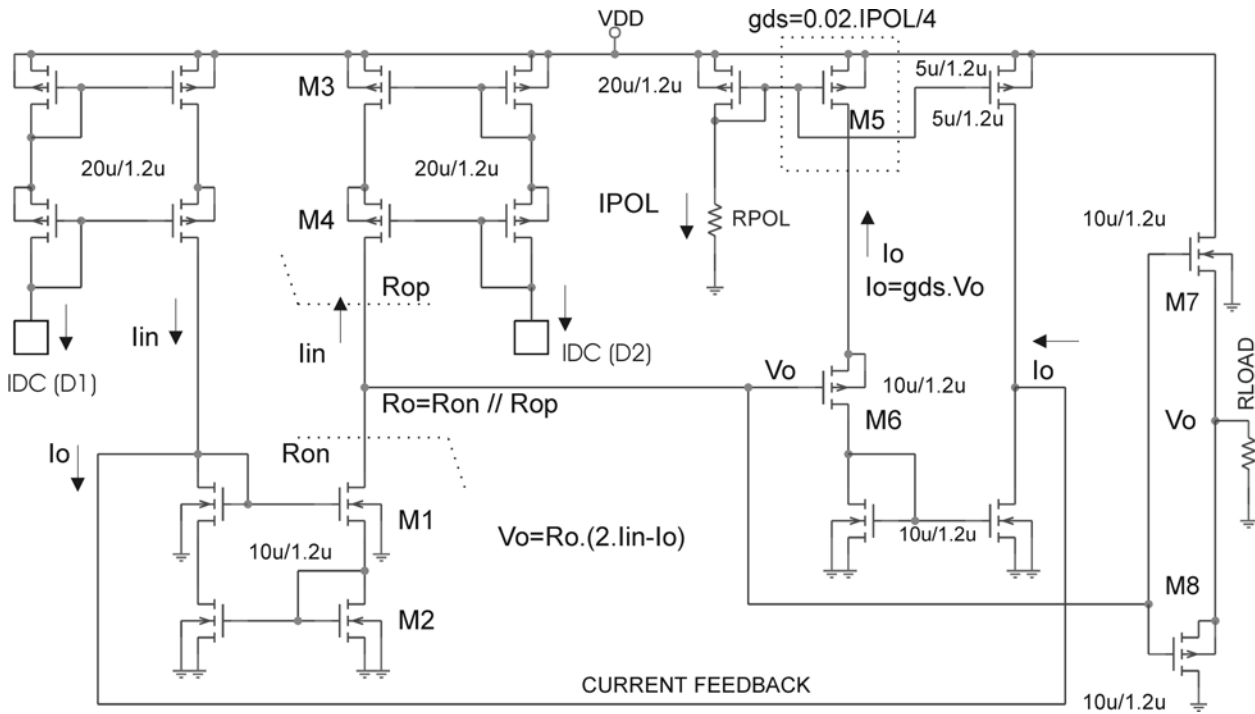 gds=0.02.IPOL/4
VDD
M3
20u/1.2u
5u/1.2u
M5
5u/1.2u
20u/1.2u
20u/1.2u
M4
IPOL
RPOL
10u/1.2u
Io
Io=gds.Vo
M7
Rop
Iin
Iin
IDC (D1)
IDC (D2)
Io
RLOAD
Vo
10u/1.2u
Ro=Ron // Rop
M6
Vo
Io
Ron
M1
Vo=Ro.(2.Iin-Io)
10u/1.2u
10u/1.2u
M8
M2
CURRENT FEEDBACK
10u/1.2u